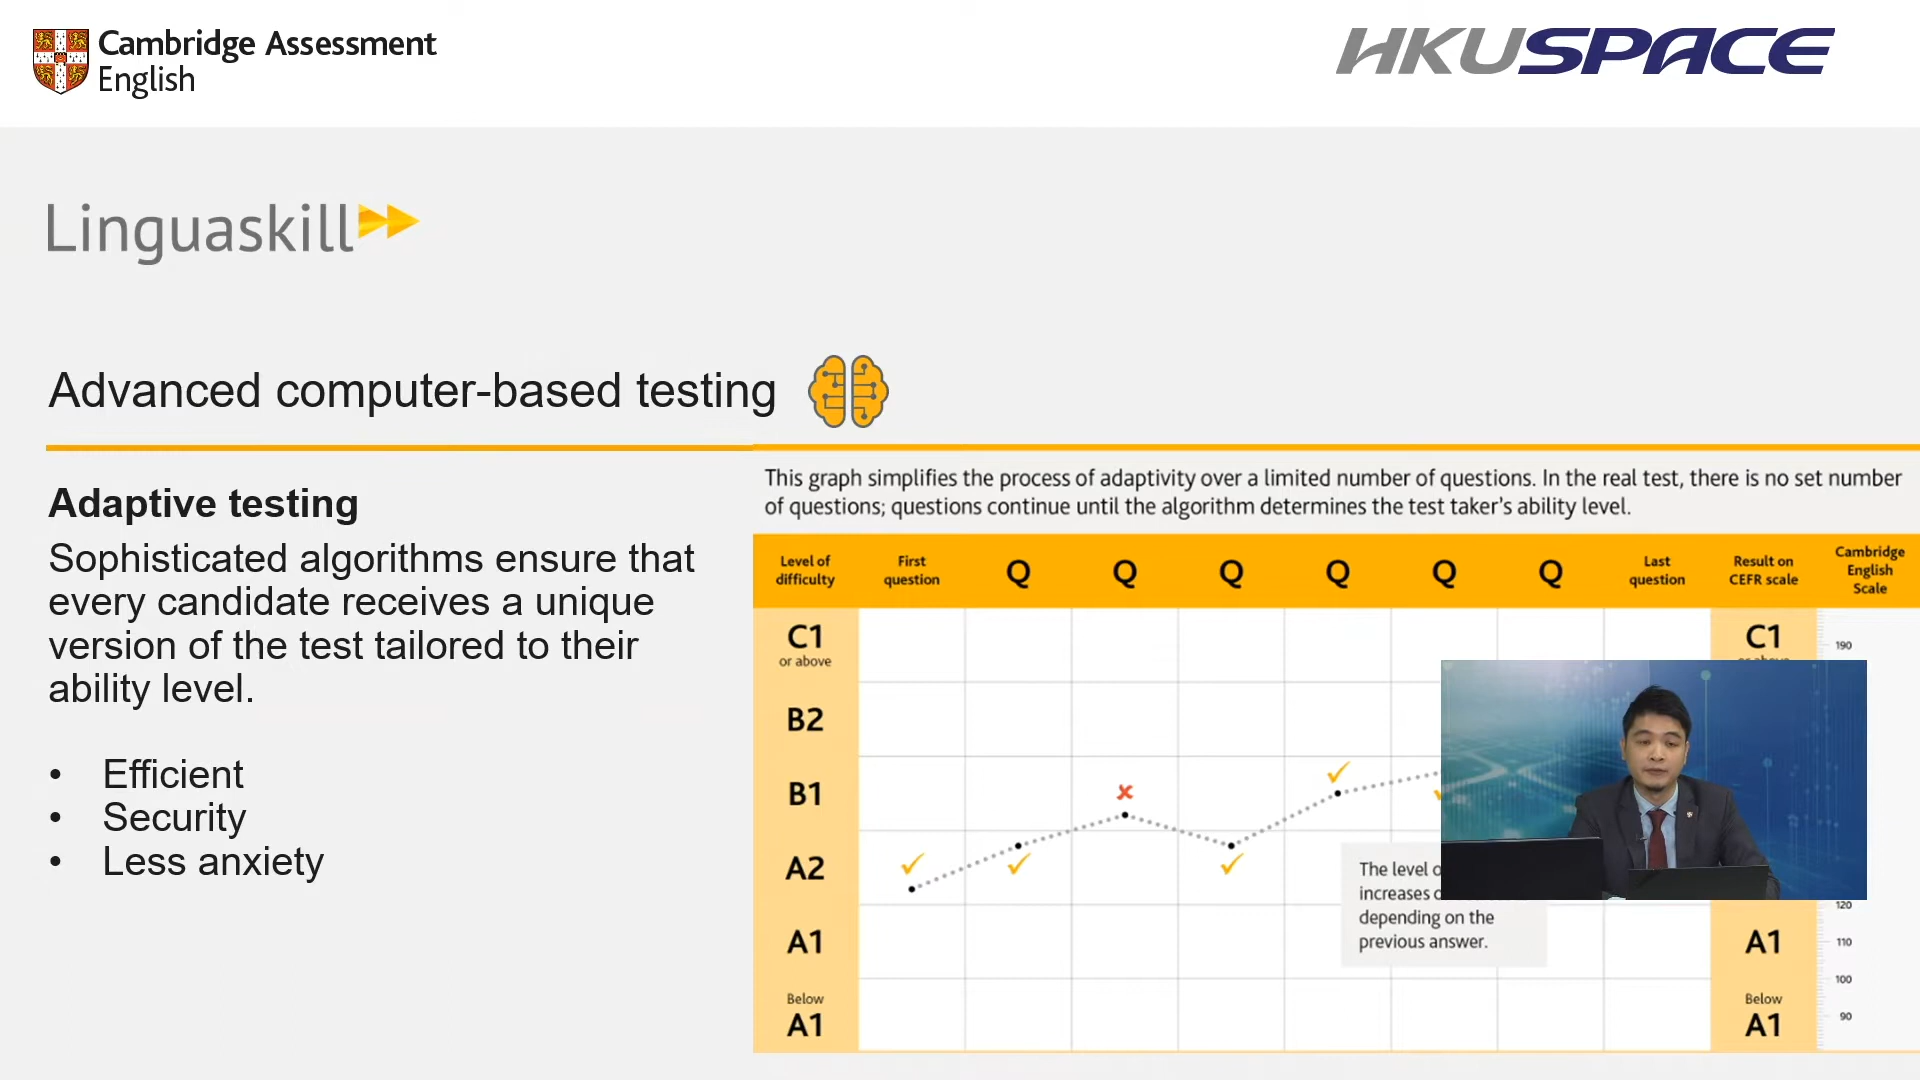 Cambridge Assessment
English
HKUSPACE
Linguaskill
Advanced computer-based testing
Adaptive testing
Sophisticated algorithms ensure that
every candidate receives a unique
version of the test tailored to their
ability level.
• Efficient
• Security
• Less anxiety
This graph simplifies the process of adaptivity over a limited number of questions. In the real test, there is no set number
of questions; questions continue until the algorithm determines the test taker's ability level.
Level of difficulty First question Q Q Q Q Q Q Last question Result on CEFR scale Cambridge English Scale
C1 C1
or above
190
B2
B1
A2
The level
increases
depending on the
previous answer.
120
A1 A1 110
100
Below Below
A1 A1 90